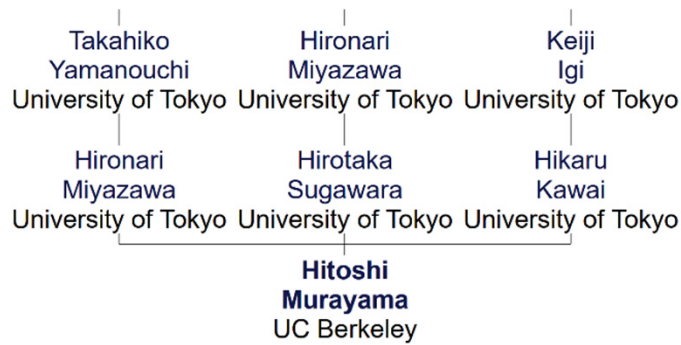 Takahiko
Yamanouchi
University of Tokyo
Hironari
Miyazawa
University of Tokyo
Keiji
Igi
University of Tokyo
Hironari
Miyazawa
University of Tokyo
Hirotaka
Sugawara
University of Tokyo
Hikaru
Kawai
University of Tokyo
Hitoshi
Murayama
UC Berkeley